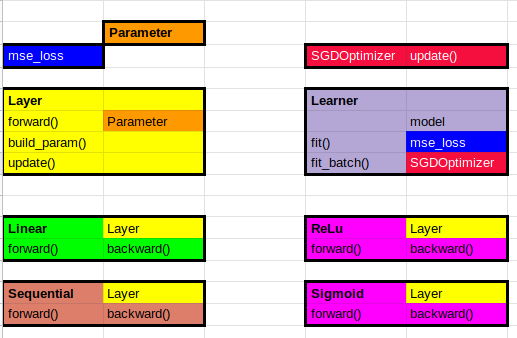 Parameter
mse_loss
SGDOptimizer update()
Layer
forward() Parameter
build_param()
update()
Learner
model
fit() mse_loss
fit_batch() SGDOptimizer
Linear Layer
forward() backward()
ReLu Layer
forward() backward()
Sequential Layer
forward() backward()
Sigmoid Layer
forward() backward()